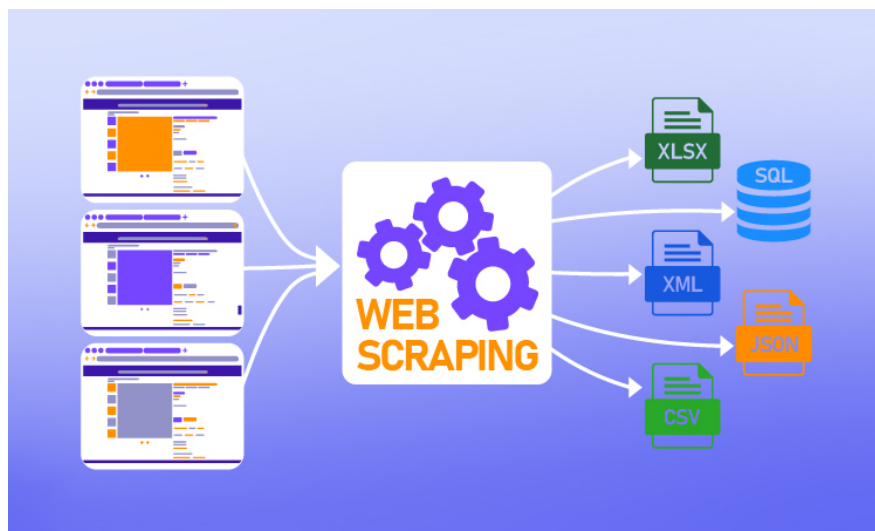 WEB
SCRAPING
XLSX
SQL
XML
JSON
CSV